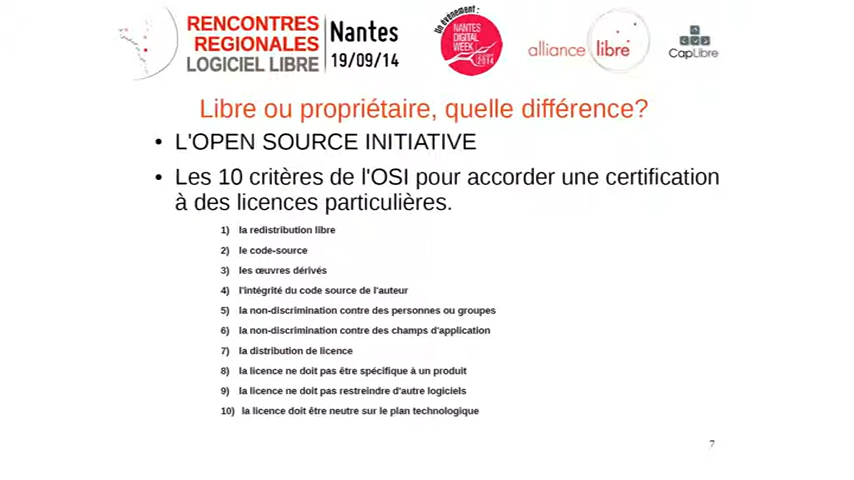 RENCONTRES
REGIONALES
LOGICIEL LIBRE
Nantes
19/09/14
Un événement :
NANTES
DIGITAL
WEEK
2014
alliance libre
CapLibre
Libre ou propriétaire, quelle différence?
• L'OPEN SOURCE INITIATIVE
• Les 10 critères de l'OSI pour accorder une certification
à des licences particulières.
1) la redistribution libre
2) le code-source
3) les œuvres dérivés
4) l'intégrité du code source de l'auteur
5) la non-discrimination contre des personnes ou groupes
6) la non-discrimination contre des champs d'application
7) la distribution de licence
8) la licence ne doit pas être spécifique à un produit
9) la licence ne doit pas restreindre d'autre logiciels
10) la licence doit être neutre sur le plan technologique
7